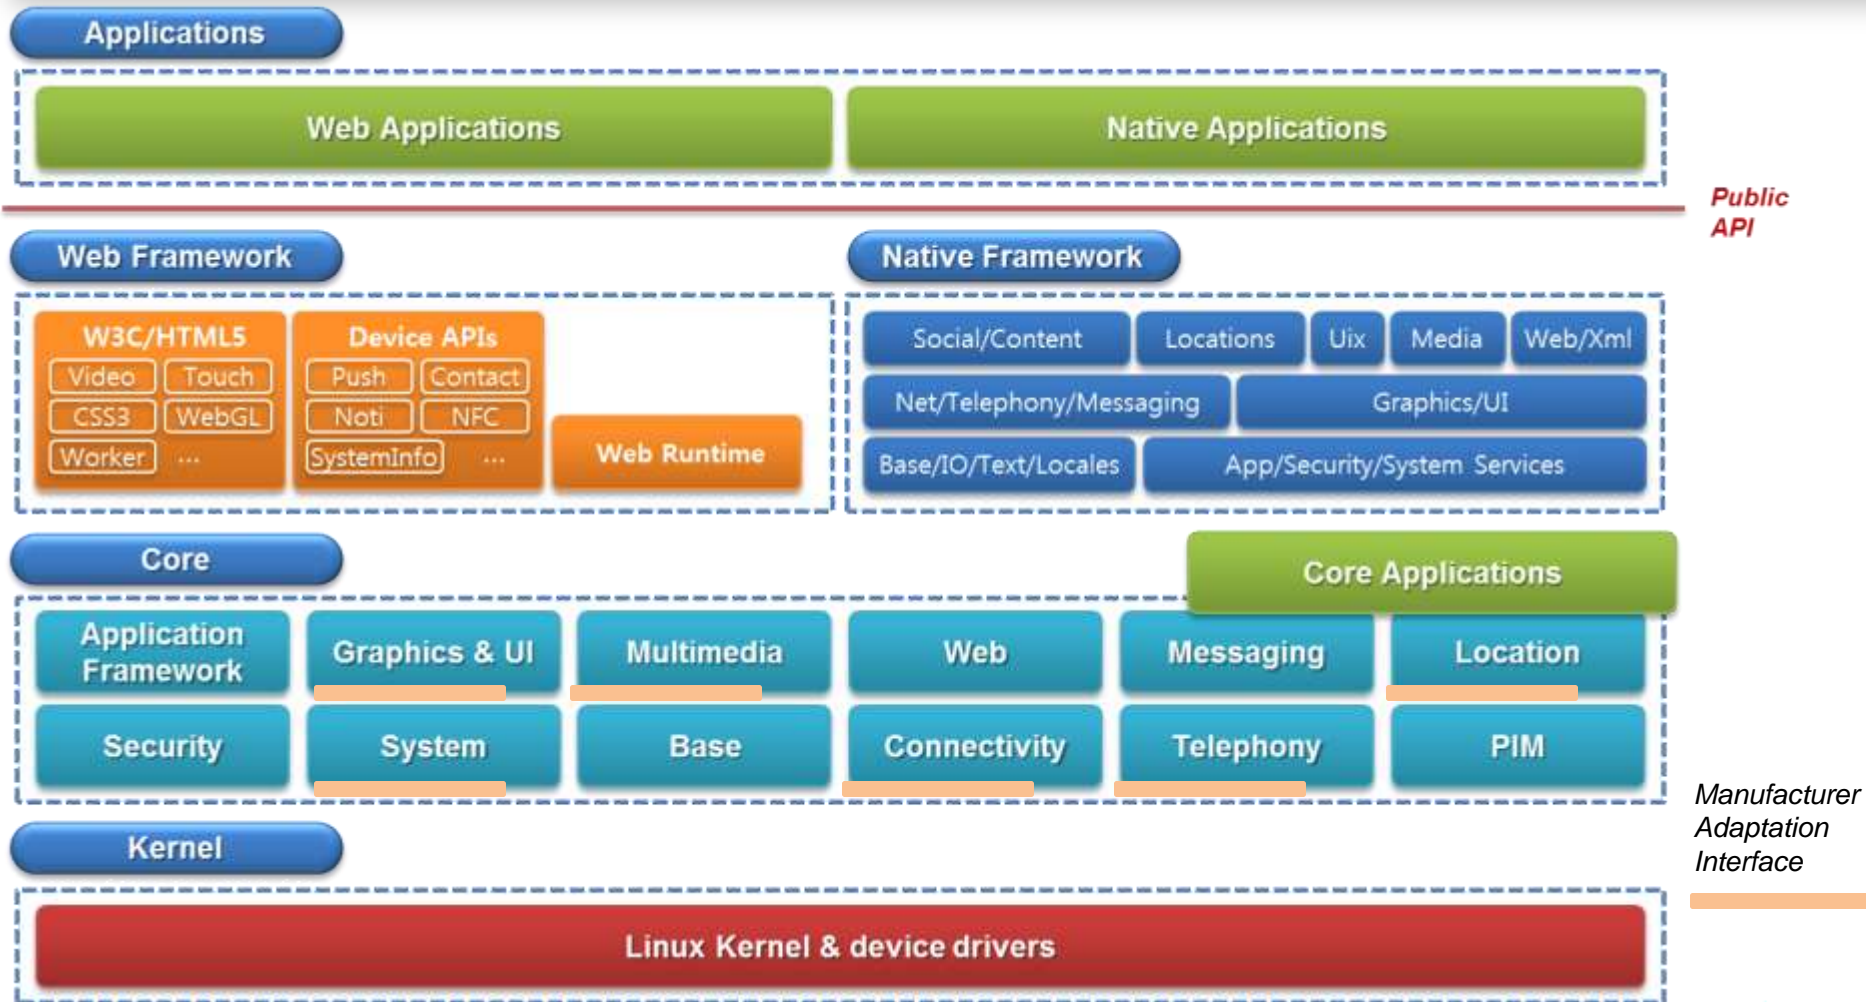 Applications
Web Applications
Native Applications
Public
API
Web Framework
Native Framework
W3C/HTML5
Video
Touch
CSS3
WebGL
Worker
...
Device APIs
Push
Contact
Noti
NFC
SystemInfo
...
Web Runtime
Social/Content
Locations
Uix
Media
Web/Xml
Net/Telephony/Messaging
Graphics/UI
Base/IO/Text/Locales
App/Security/System Services
Core
Core Applications
Application
Framework
Graphics & UI
Multimedia
Web
Messaging
Location
Security
System
Base
Connectivity
Telephony
PIM
Manufacturer
Adaptation
Interface
Kernel
Linux Kernel & device drivers